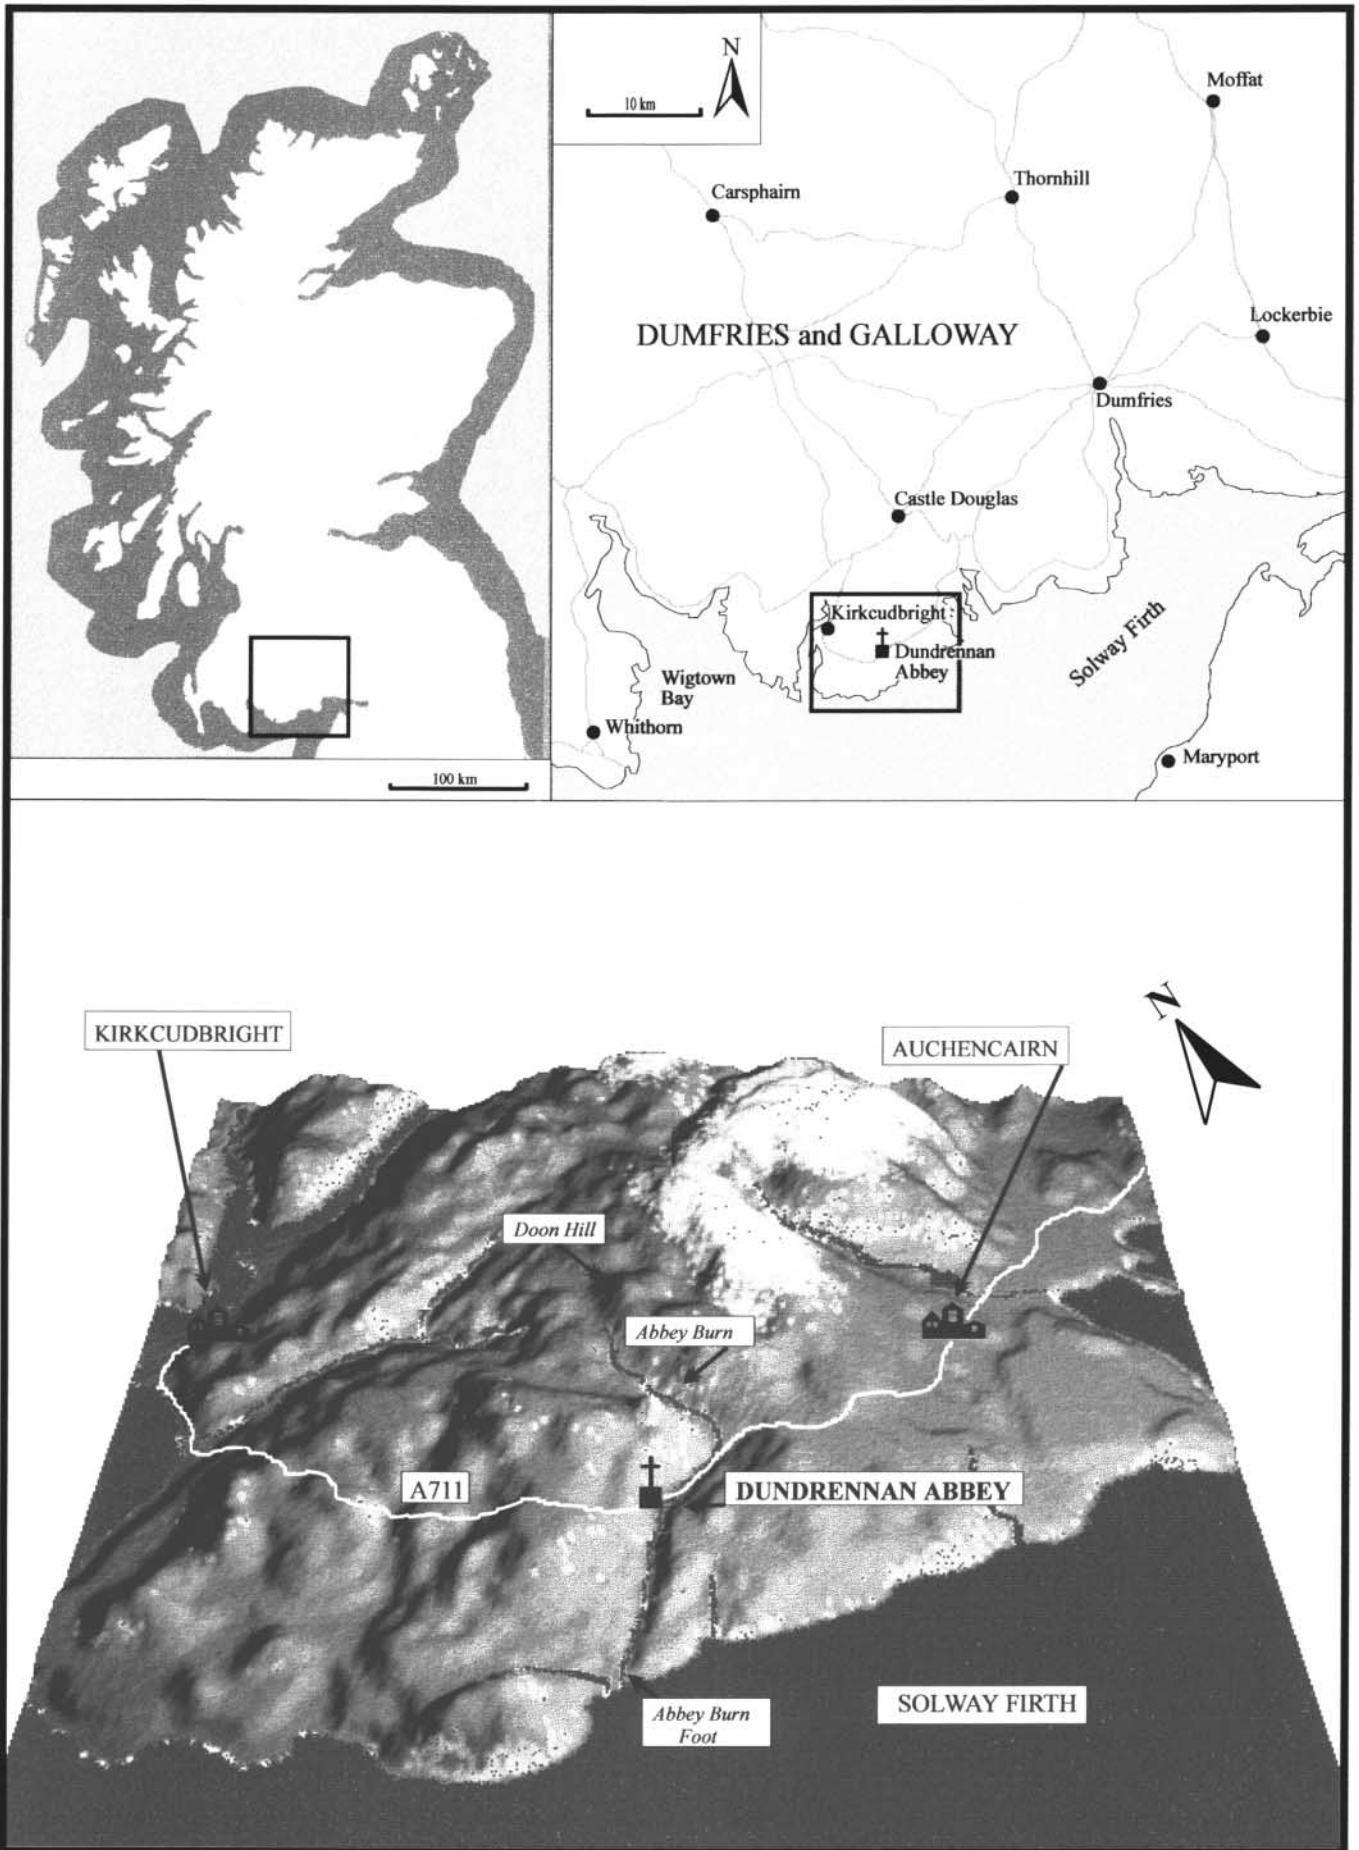 100 km
N
10 km
Moffat
Carsphairn
Thornhill
DUMFRIES and GALLOWAY
Lockerbie
Dumfries
Castle Douglas
Kirkcudbright
Dundrennan
Abbey
Solway Firth
Wigtown
Bay
Whithorn
Maryport
N
KIRKCUDBRIGHT
AUCHENCAIRN
Doon Hill
Abbey Burn
A711
DUNDRENNAN ABBEY
SOLWAY FIRTH
Abbey Burn
Foot